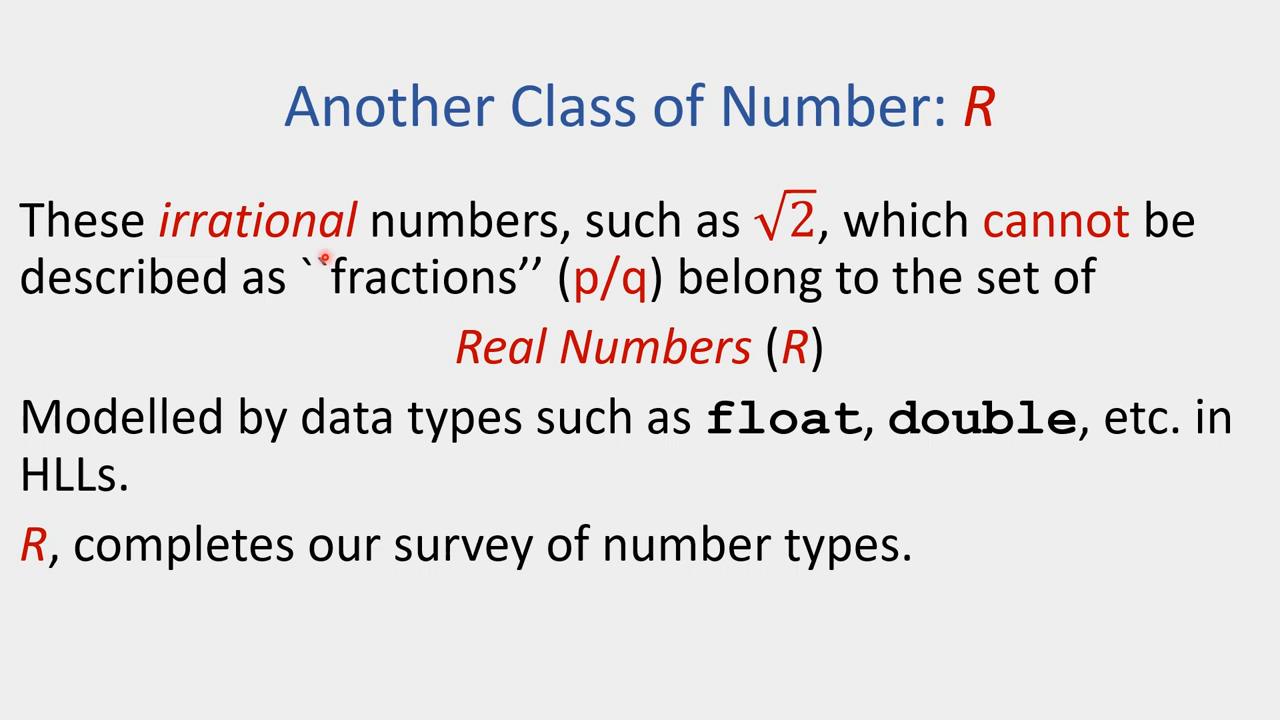 Another Class of Number: R
These irrational numbers, such as √2, which cannot be
described as ``fractions’’ (p/q) belong to the set of
Real Numbers (R)
Modelled by data types such as float, double, etc. in
HLLs.
R, completes our survey of number types.